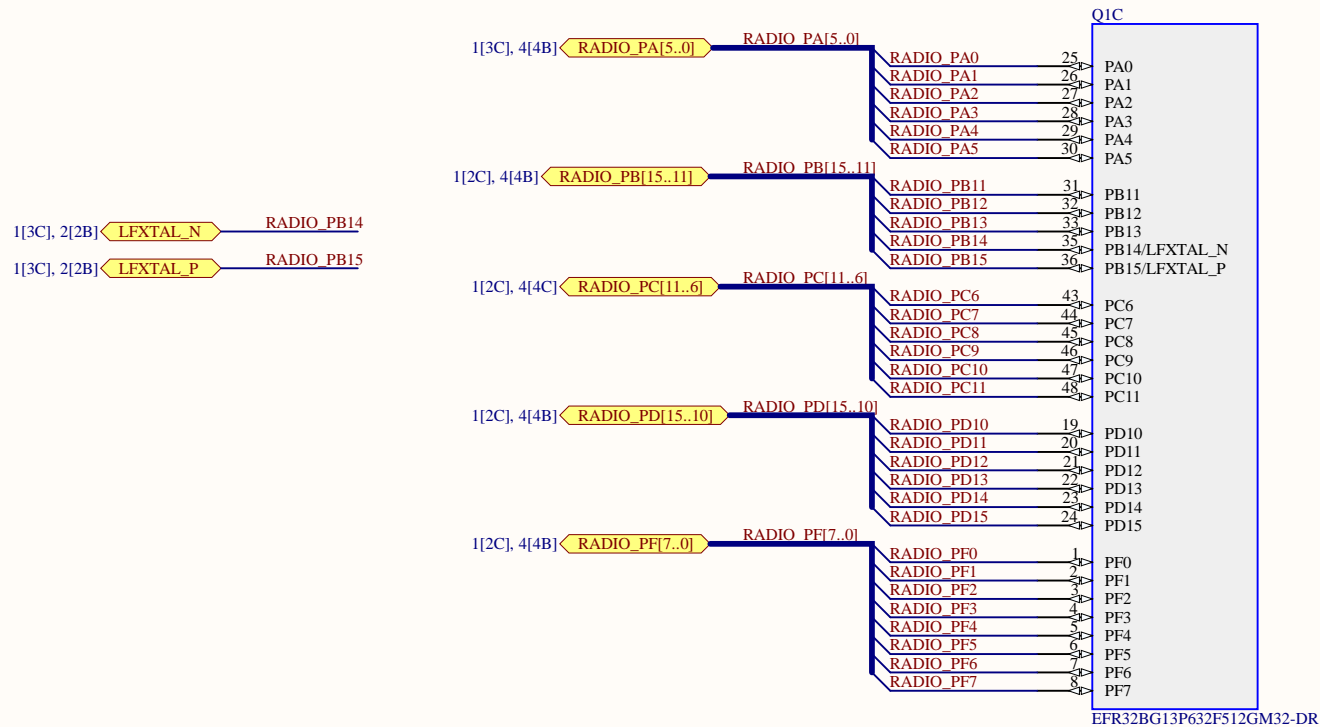 Q1C
1[3C], 4[4B] RADIO_PA[5..0] RADIO_PA[5..0]
RADIO_PA0 25 PA0
RADIO_PA1 26 PA1
RADIO_PA2 27 PA2
RADIO_PA3 28 PA3
RADIO_PA4 29 PA4
RADIO_PA5 30 PA5
1[2C], 4[4B] RADIO_PB[15..11] RADIO_PB[15..11]
RADIO_PB11 31 PB11
RADIO_PB12 32 PB12
1[3C], 2[2B] LFXTAL_N RADIO_PB14
RADIO_PB13 33 PB13
RADIO_PB14 35 PB14/LFXTAL_N
1[3C], 2[2B] LFXTAL_P RADIO_PB15
RADIO_PB15 36 PB15/LFXTAL_P
1[2C], 4[4C] RADIO_PC[11..6] RADIO_PC[11..6]
RADIO_PC6 43 PC6
RADIO_PC7 44 PC7
RADIO_PC8 45 PC8
RADIO_PC9 46 PC9
RADIO_PC10 47 PC10
RADIO_PC11 48 PC11
1[2C], 4[4B] RADIO_PD[15..10] RADIO_PD[15..10]
RADIO_PD10 19 PD10
RADIO_PD11 20 PD11
RADIO_PD12 21 PD12
RADIO_PD13 22 PD13
RADIO_PD14 23 PD14
RADIO_PD15 24 PD15
1[2C], 4[4B] RADIO_PF[7..0] RADIO_PF[7..0]
RADIO_PF0 1 PF0
RADIO_PF1 2 PF1
RADIO_PF2 3 PF2
RADIO_PF3 4 PF3
RADIO_PF4 5 PF4
RADIO_PF5 6 PF5
RADIO_PF6 7 PF6
RADIO_PF7 8 PF7
EFR32BG13P632F512GM32-DR